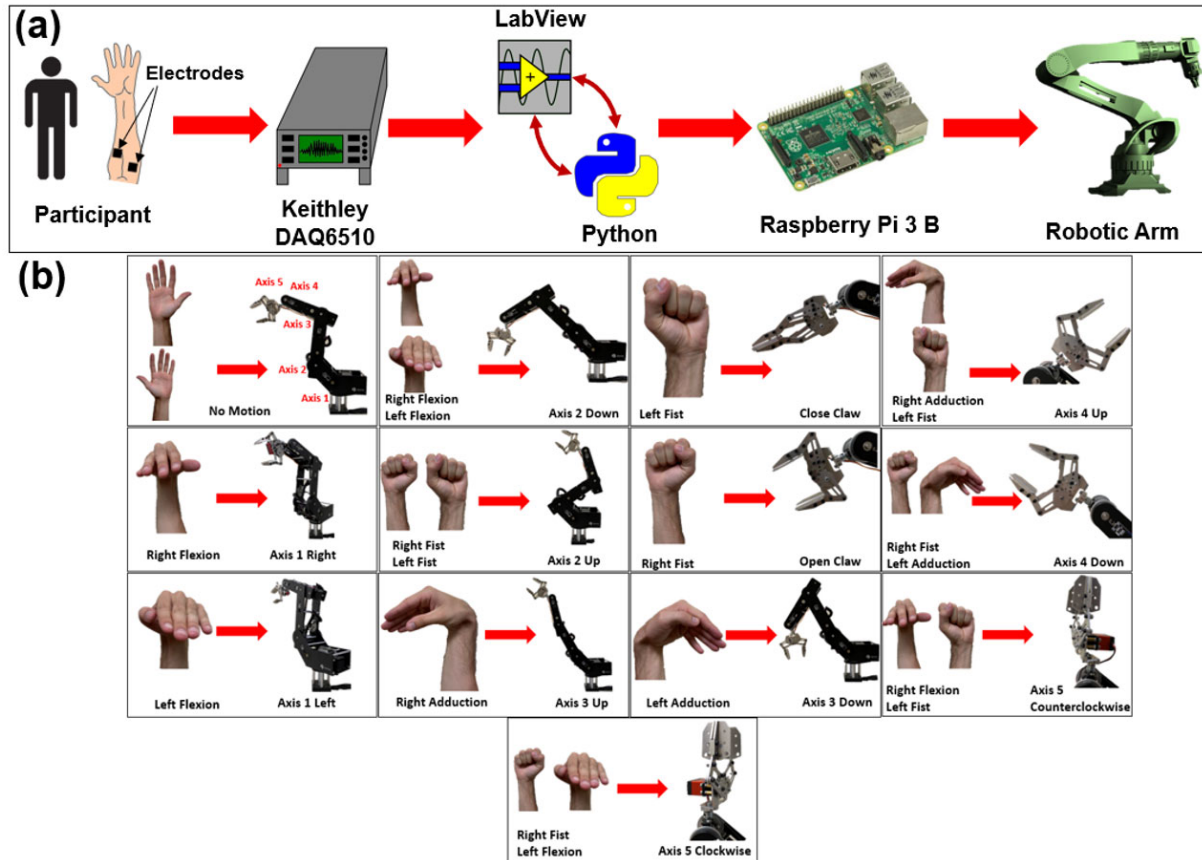 (a)
LabView
Electrodes
Participant
Keithley
DAQ6510
Python
Raspberry Pi 3 B
Robotic Arm
(b)
Axis 5
Axis 4
Axis 3
Axis 2
Axis 1
No Motion
Right Flexion
Left Flexion
Axis 2 Down
Left Fist
Close Claw
Right Adduction
Left Fist
Axis 4 Up
Right Flexion
Axis 1 Right
Right Fist
Left Fist
Axis 2 Up
Right Fist
Open Claw
Right Fist
Left Adduction
Axis 4 Down
Left Flexion
Axis 1 Left
Right Adduction
Axis 3 Up
Left Adduction
Axis 3 Down
Right Flexion
Left Fist
Axis 5
Counterclockwise
Right Fist
Left Flexion
Axis 5 Clockwise